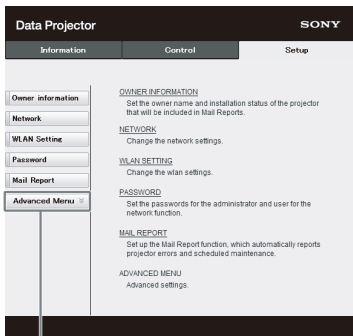 Data Projector
SONY
Information
Control
Setup
Owner information
Network
WLAN Setting
Password
Mail Report
Advanced Menu
OWNER INFORMATION
Set the owner name and installation status of the projector
that will be included in Mail Reports.
NETWORK
Change the network settings.
WLAN SETTING
Change the wlan settings.
PASSWORD
Set the passwords for the administrator and user for the
network function.
MAIL REPORT
Set up the Mail Report function, which automatically reports
projector errors and scheduled maintenance.
ADVANCED MENU
Advanced settings.